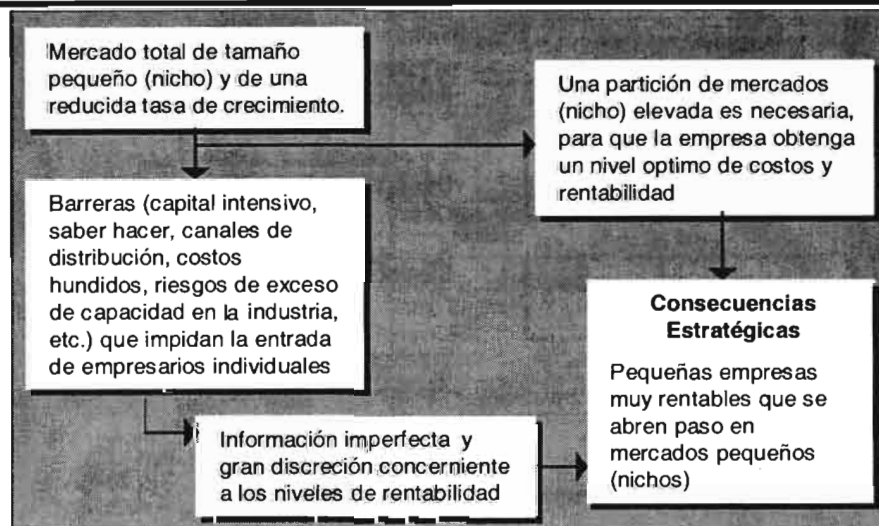 Mercado total de tamaño
pequeño (nicho) y de una
reducida tasa de crecimiento.
Una partición de mercados
(nicho) elevada es necesaria,
para que la empresa obtenga
un nivel optimo de costos y
rentabilidad
Barreras (capital intensivo,
saber hacer, canales de
distribución, costos
hundidos, riesgos de exceso
de capacidad en la industria,
etc.) que impidan la entrada
de empresarios individuales
Consecuencias
Estratégicas
Pequeñas empresas
muy rentables que se
abren paso en
mercados pequeños
(nichos)
Información imperfecta y
gran discreción concerniente
a los niveles de rentabilidad